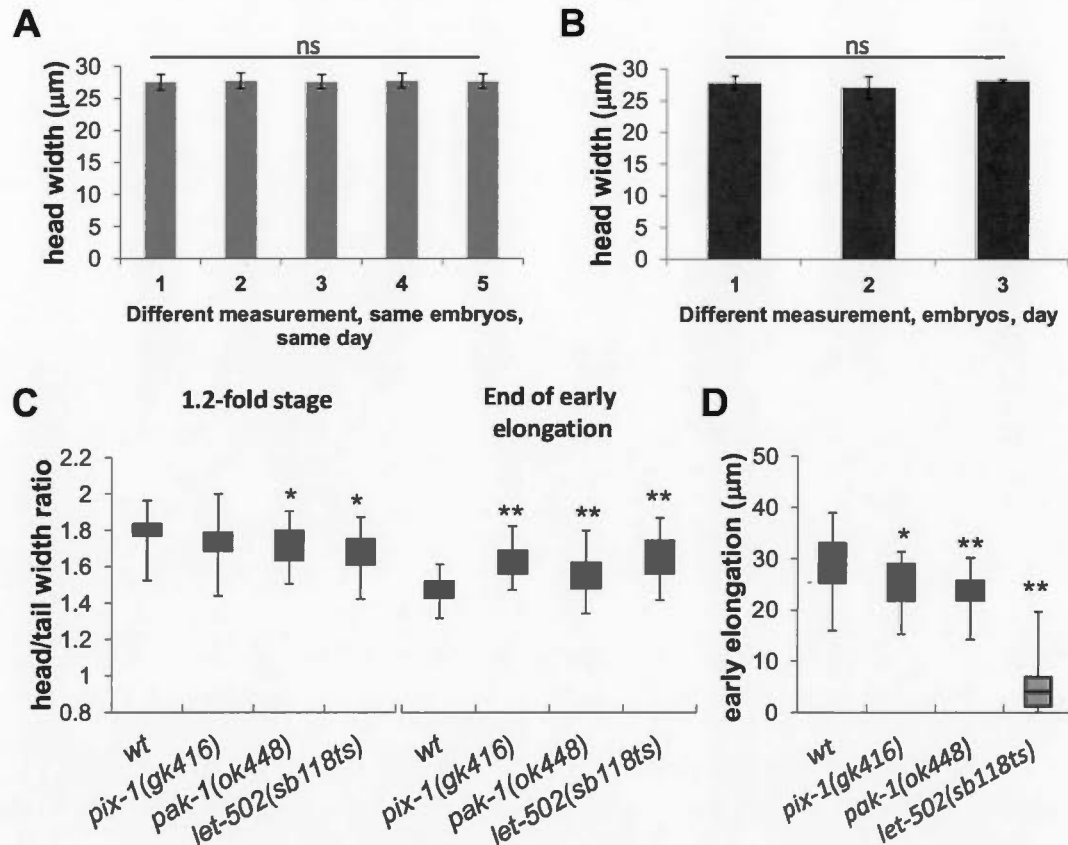 A
ns
head width (μm)
30
25
20
15
10
5
0
1 2 3 4 5
Different measurement, same embryos,
same day
B
ns
head width (μm)
30
25
20
15
10
5
0
1 2 3
Different measurement, embryos, day
C
1.2-fold stage
End of early
elongation
head/tail width ratio
2.2
2
1.8
1.6
1.4
1.2
1
0.8
* *
** ** **
wt
pix-1(gk416)
pak-1(ok448)
let-502(sb118ts)
wt
pix-1(gk416)
pak-1(ok448)
let-502(sb118ts)
D
early elongation (μm)
50
40
30
20
10
0
*
**
**
wt
pix-1(gk416)
pak-1(ok448)
let-502(sb118ts)